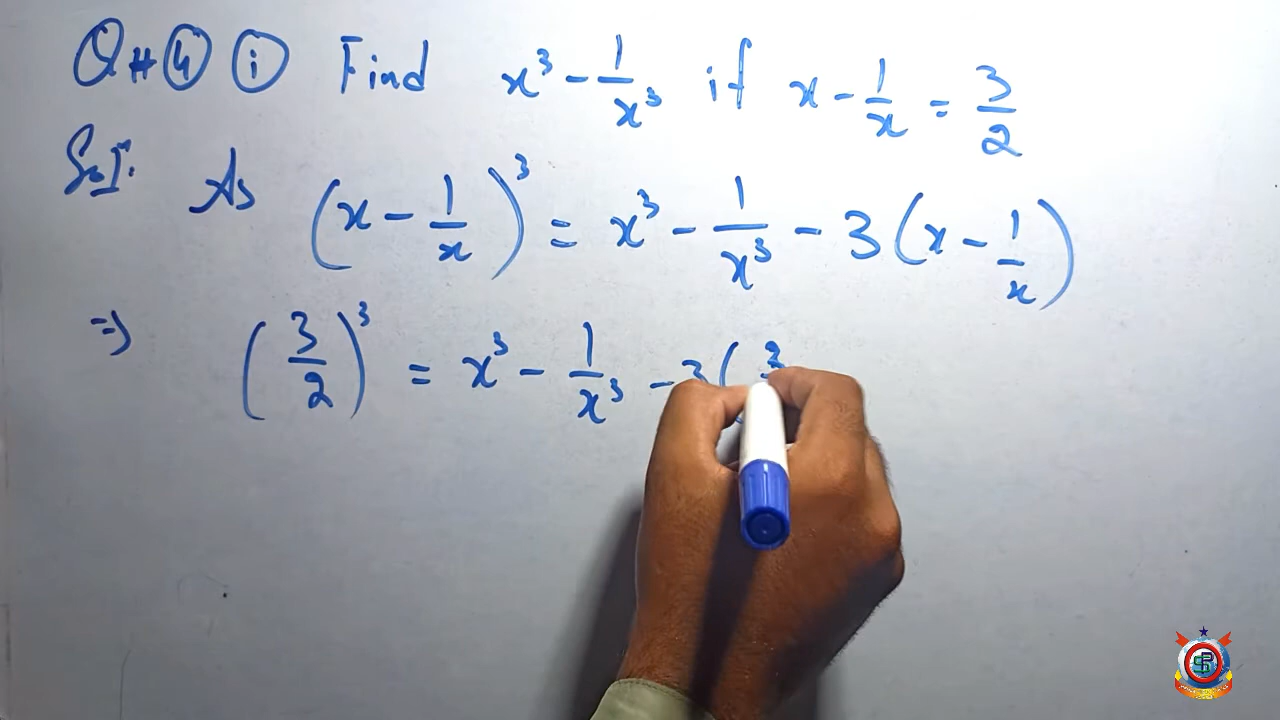 Q # 4 i Find x³ - 1/x³ if x - 1/x = 3/2
Sol: As (x - 1/x)³ = x³ - 1/x³ - 3(x - 1/x)
⇒ (3/2)³ = x³ - 1/x³ - 3(3